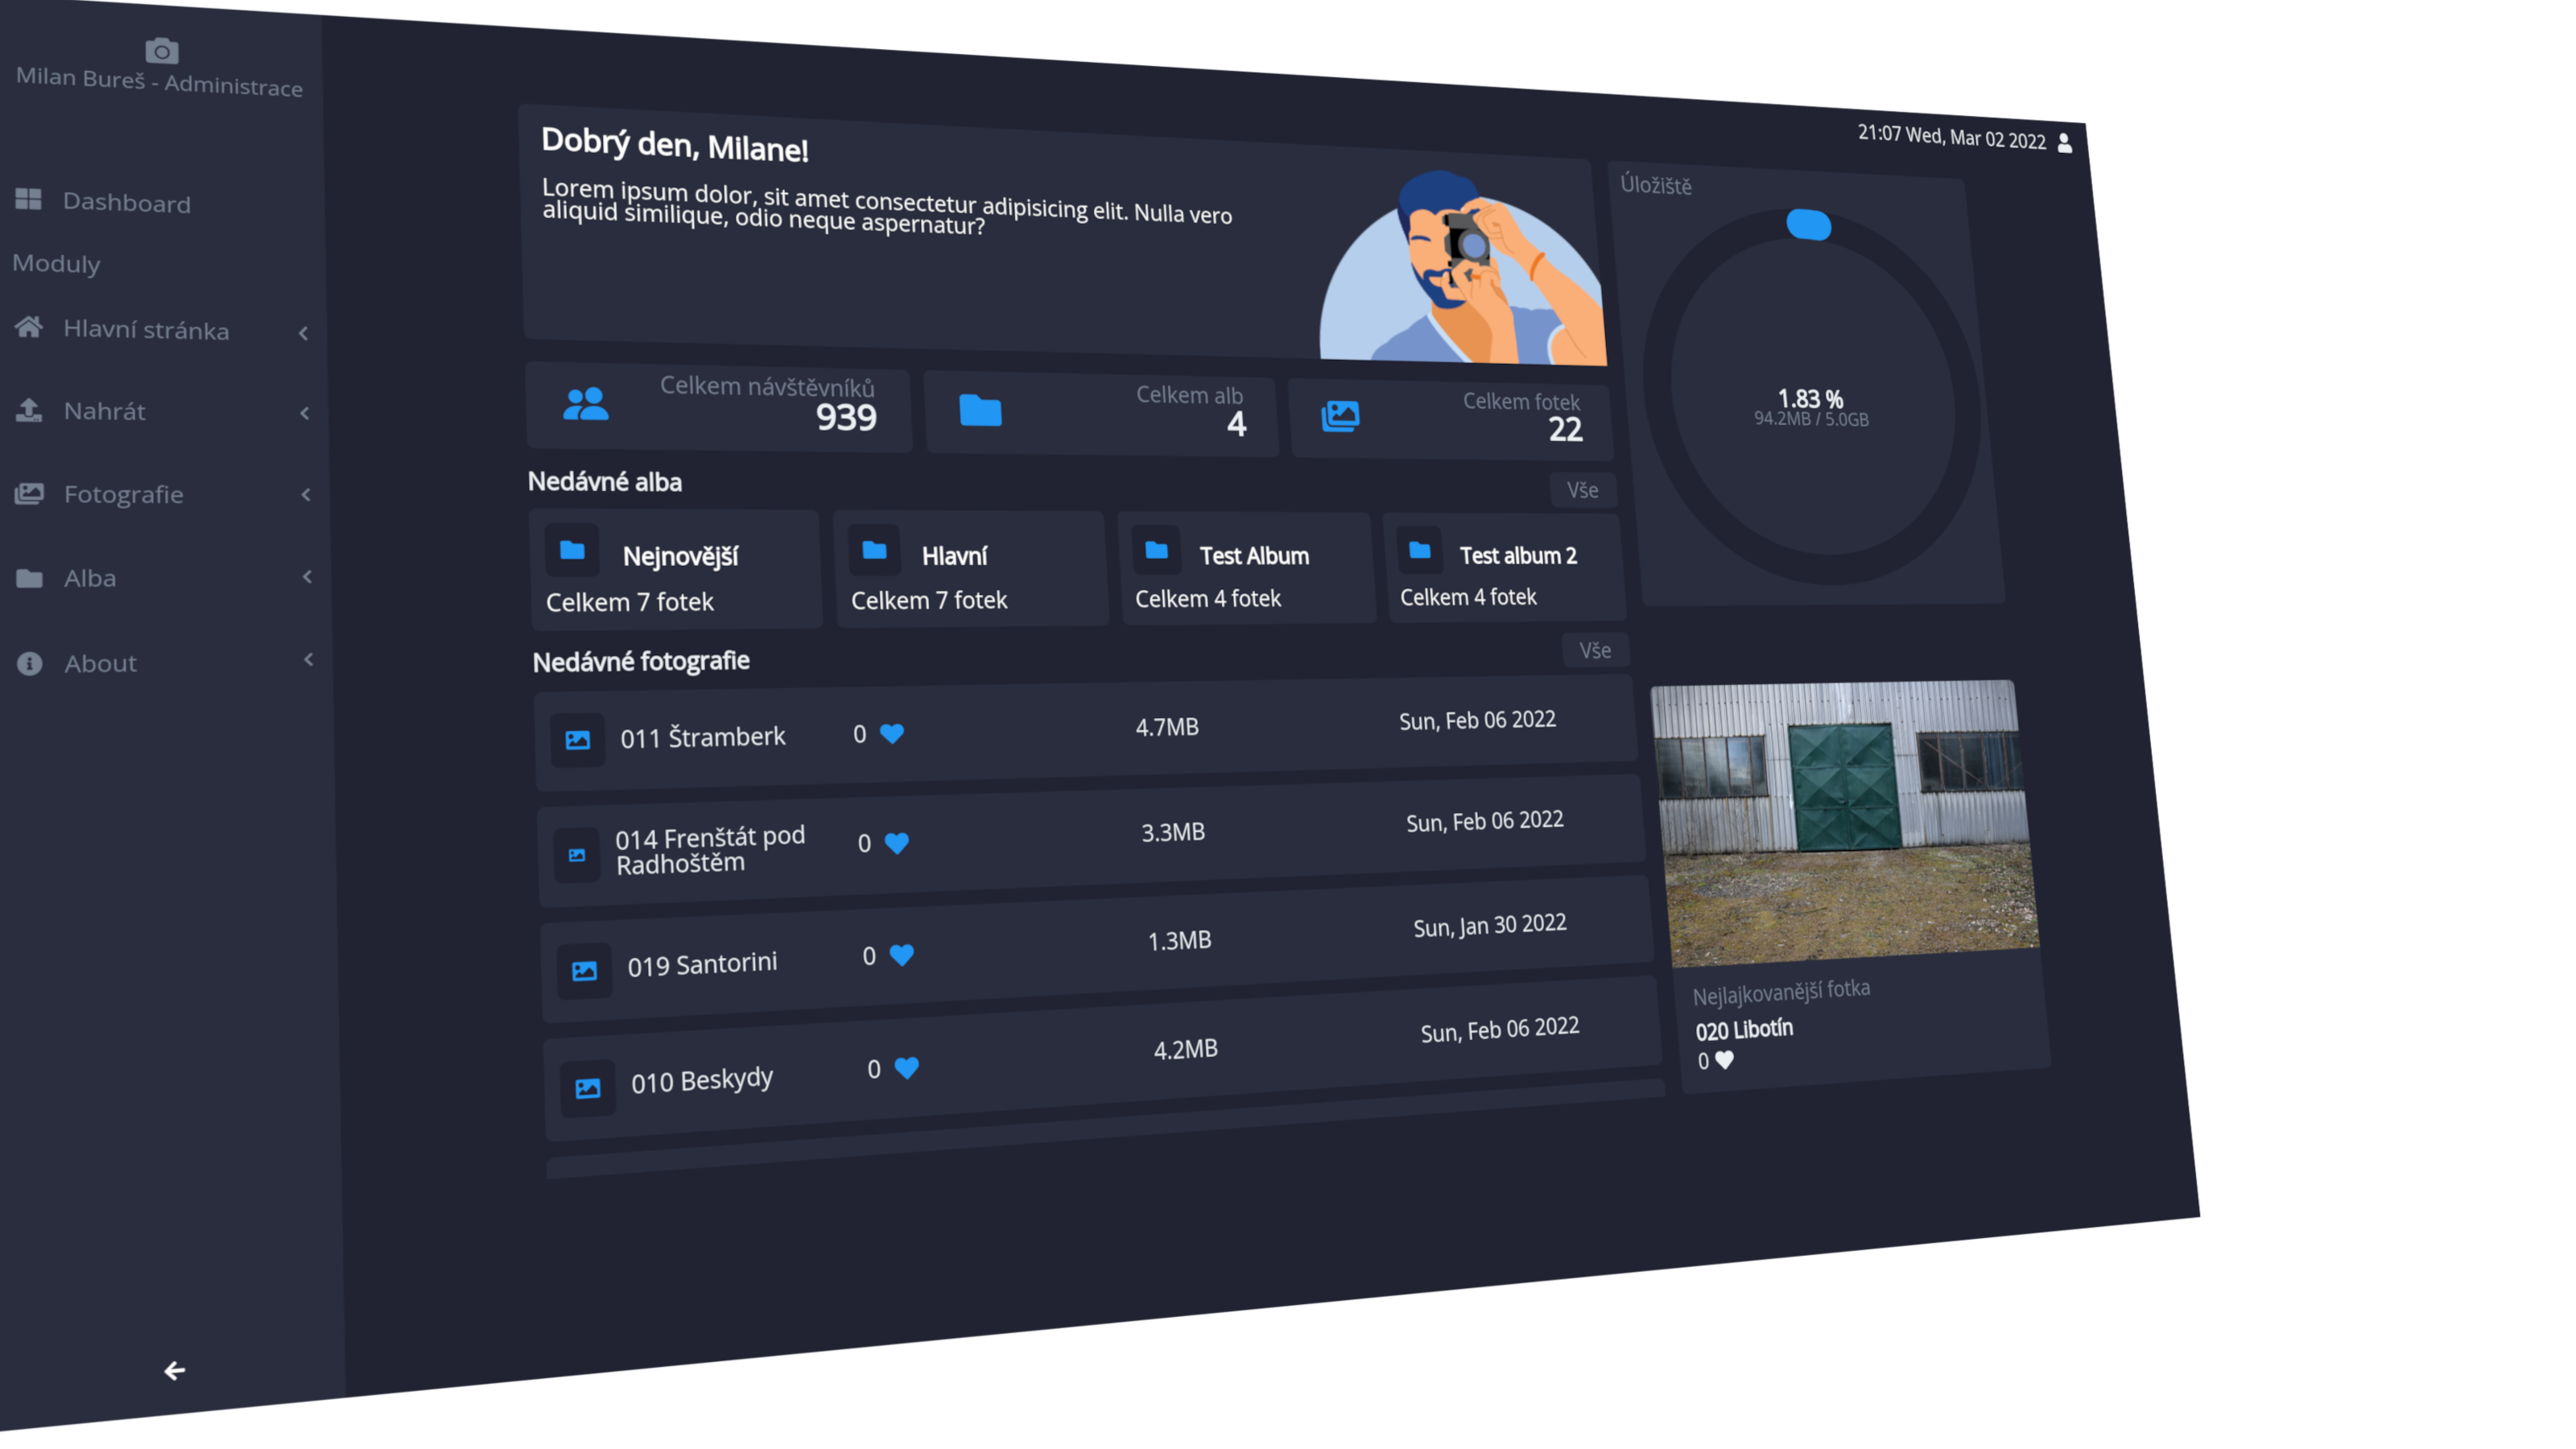 Milan Bureš - Administrace
Dashboard
Moduly
Hlavní stránka
Nahrát
Fotografie
Alba
About
21:07 Wed, Mar 02 2022
Dobrý den, Milane!
Lorem ipsum dolor, sit amet consectetur adipisicing elit. Nulla vero
aliquid similique, odio neque aspernatur?
Celkem návštěvníků
939
Celkem alb
4
Celkem fotek
22
Úložiště
1.83 %
94.2MB / 5.0GB
Nedávné alba
Vše
Nejnovější
Celkem 7 fotek
Hlavní
Celkem 7 fotek
Test Album
Celkem 4 fotek
Test album 2
Celkem 4 fotek
Nedávné fotografie
Vše
011 Štramberk 0 4.7MB Sun, Feb 06 2022
014 Frenštát pod
Radhoštěm 0 3.3MB Sun, Feb 06 2022
019 Santorini 0 1.3MB Sun, Jan 30 2022
010 Beskydy 0 4.2MB Sun, Feb 06 2022
Nejlajkovanější fotka
020 Libotín
0